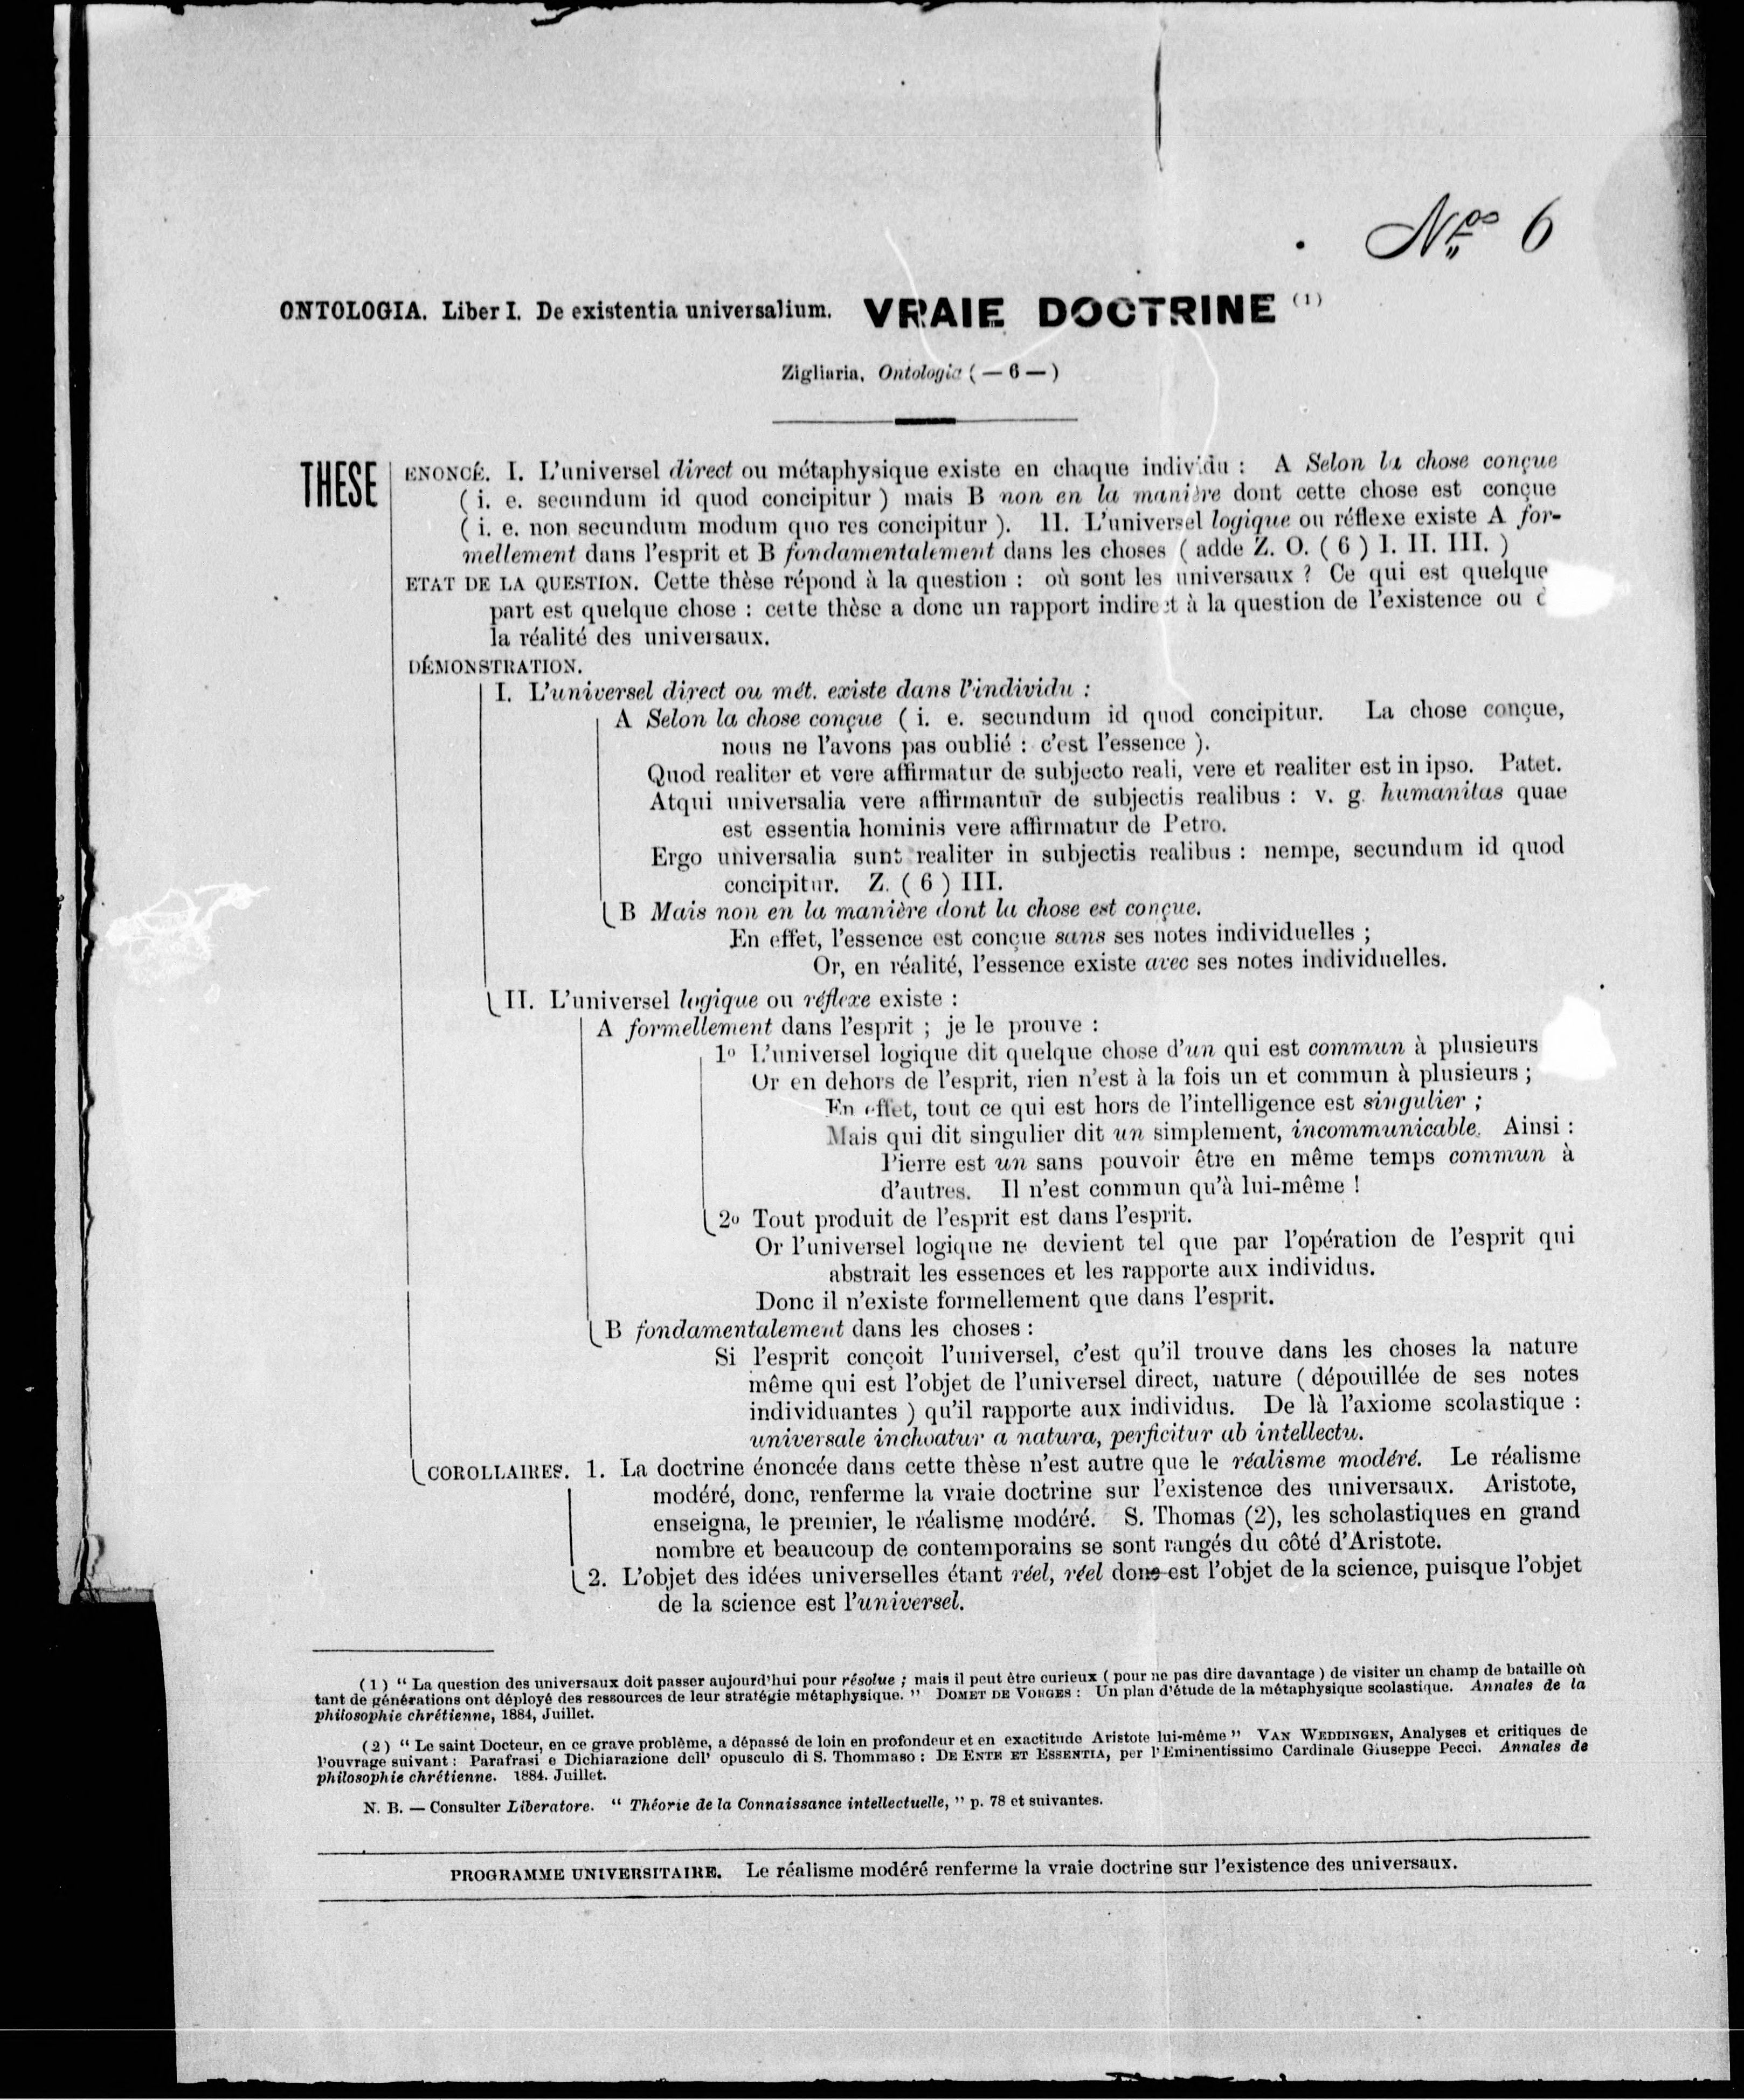 Nos 6
ONTOLOGIA. Liber I. De existentia universalium. VRAIE DOCTRINE (1)
Zigliaria, Ontologia ( — 6 — )
THESE
ENONCÉ. I. L'universel direct ou métaphysique existe en chaque individu : A Selon la chose conçue
( i. e. secundum id quod concipitur ) mais B non en la manière dont cette chose est conçue
( i. e. non secundum modum quo res concipitur ). II. L'universel logique ou réflexe existe A for-
mellement dans l'esprit et B fondamentalement dans les choses ( adde Z. O. ( 6 ) I. II. III. )
ETAT DE LA QUESTION. Cette thèse répond à la question : où sont les universaux ? Ce qui est quelque
part est quelque chose : cette thèse a donc un rapport indirect à la question de l'existence ou
la réalité des universaux.
DÉMONSTRATION.
I. L'universel direct ou mét. existe dans l'individu :
A Selon la chose conçue ( i. e. secundum id quod concipitur. La chose conçue,
nous ne l'avons pas oublié : c'est l'essence ).
Quod realiter et vere affirmatur de subjecto reali, vere et realiter est in ipso. Patet.
Atqui universalia vere affirmantur de subjectis realibus : v. g. humanitas quae
est essentia hominis vere affirmatur de Petro.
Ergo universalia sunt realiter in subjectis realibus : nempe, secundum id quod
concipitur. Z. ( 6 ) III.
B Mais non en la manière dont la chose est conçue.
En effet, l'essence est conçue sans ses notes individuelles ;
Or, en réalité, l'essence existe avec ses notes individuelles.
II. L'universel logique ou réflexe existe :
A formellement dans l'esprit ; je le prouve :
1o L'universel logique dit quelque chose d'un qui est commun à plusieurs
Or en dehors de l'esprit, rien n'est à la fois un et commun à plusieurs ;
En effet, tout ce qui est hors de l'intelligence est singulier ;
Mais qui dit singulier dit un simplement, incommunicable. Ainsi :
Pierre est un sans pouvoir être en même temps commun à
d'autres. Il n'est commun qu'à lui-même !
2o Tout produit de l'esprit est dans l'esprit.
Or l'universel logique ne devient tel que par l'opération de l'esprit qui
abstrait les essences et les rapporte aux individus.
Donc il n'existe formellement que dans l'esprit.
B fondamentalement dans les choses :
Si l'esprit conçoit l'universel, c'est qu'il trouve dans les choses la nature
même qui est l'objet de l'universel direct, nature ( dépouillée de ses notes
individuantes ) qu'il rapporte aux individus. De là l'axiome scolastique :
universale inchoatur a natura, perficitur ab intellectu.
COROLLAIRES. 1. La doctrine énoncée dans cette thèse n'est autre que le réalisme modéré. Le réalisme
modéré, donc, renferme la vraie doctrine sur l'existence des universaux. Aristote,
enseigna, le premier, le réalisme modéré. S. Thomas (2), les scholastiques en grand
nombre et beaucoup de contemporains se sont rangés du côté d'Aristote.
2. L'objet des idées universelles étant réel, réel donc est l'objet de la science, puisque l'objet
de la science est l'universel.
( 1 ) “ La question des universaux doit passer aujourd'hui pour résolue ; mais il peut être curieux ( pour ne pas dire davantage ) de visiter un champ de bataille où
tant de générations ont déployé des ressources de leur stratégie métaphysique. ” DOMET DE VORGES : Un plan d'étude de la métaphysique scolastique. Annales de la
philosophie chrétienne, 1884, Juillet.
( 2 ) “ Le saint Docteur, en ce grave problème, a dépassé de loin en profondeur et en exactitude Aristote lui-même ” VAN WEDDINGEN, Analyses et critiques de
l'ouvrage suivant : Parafrasi e Dichiarazione dell' opusculo di S. Thommaso : DE ENTE ET ESSENTIA, per l'Eminentissimo Cardinale Giuseppe Pecci. Annales de
philosophie chrétienne. 1884. Juillet.
N. B. — Consulter Liberatore. “ Théorie de la Connaissance intellectuelle, ” p. 78 et suivantes.
PROGRAMME UNIVERSITAIRE. Le réalisme modéré renferme la vraie doctrine sur l'existence des universaux.